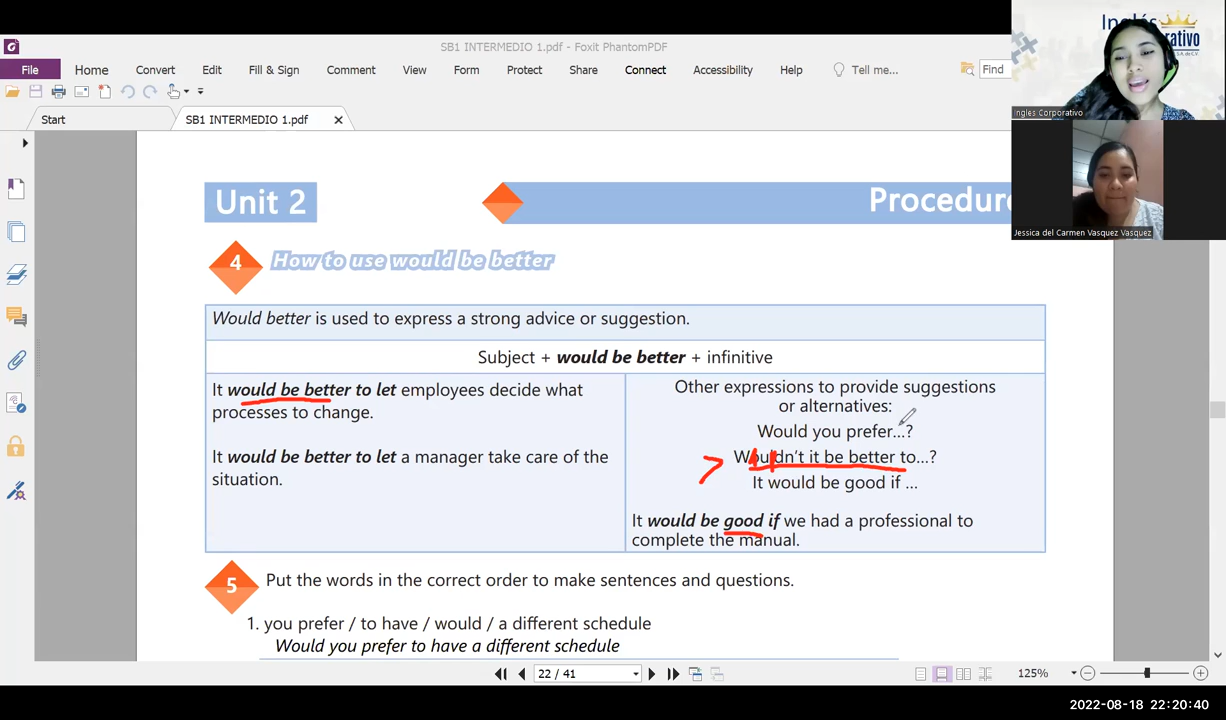 SB1 INTERMEDIO 1.pdf - Foxit PhantomPDF
File Home Convert Edit Fill & Sign Comment View Form Protect Share Connect Accessibility Help Tell me... Find
Start SB1 INTERMEDIO 1.pdf
Inglés
Ingles Corporativo
Jessica del Carmen Vasquez Vasquez
Unit 2
4 How to use would be better
Would better is used to express a strong advice or suggestion.
Subject + would be better + infinitive
It would be better to let employees decide what
processes to change.
It would be better to let a manager take care of the
situation.
Other expressions to provide suggestions
or alternatives:
Would you prefer...?
Wouldn't it be better to...?
It would be good if ...
It would be good if we had a professional to
complete the manual.
5 Put the words in the correct order to make sentences and questions.
1. you prefer / to have / would / a different schedule
Would you prefer to have a different schedule
22 / 41
125%
2022-08-18 22:20:40